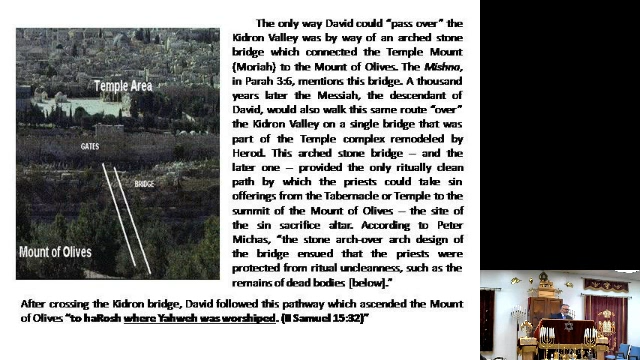 The only way David could “pass over” the
Kidron Valley was by way of an arched stone
bridge which connected the Temple Mount
{Moriah} to the Mount of Olives. The Mishna,
in Parah 3:6, mentions this bridge. A thousand
years later the Messiah, the descendant of
David, would also walk this same route “over”
the Kidron Valley on a single bridge that was
part of the Temple complex remodeled by
Herod. This arched stone bridge -- and the
later one -- provided the only ritually clean
path by which the priests could take sin
offerings from the Tabernacle or Temple to the
summit of the Mount of Olives -- the site of
the sin sacrifice altar. According to Peter
Michas, “the stone arch-over arch design of
the bridge ensued that the priests were
protected from ritual uncleanness, such as the
remains of dead bodies [below].”
Temple Area
GATES
BRIDGE
Mount of Olives
After crossing the Kidron bridge, David followed this pathway which ascended the Mount
of Olives “to haRosh where Yahweh was worshiped. (II Samuel 15:32)”